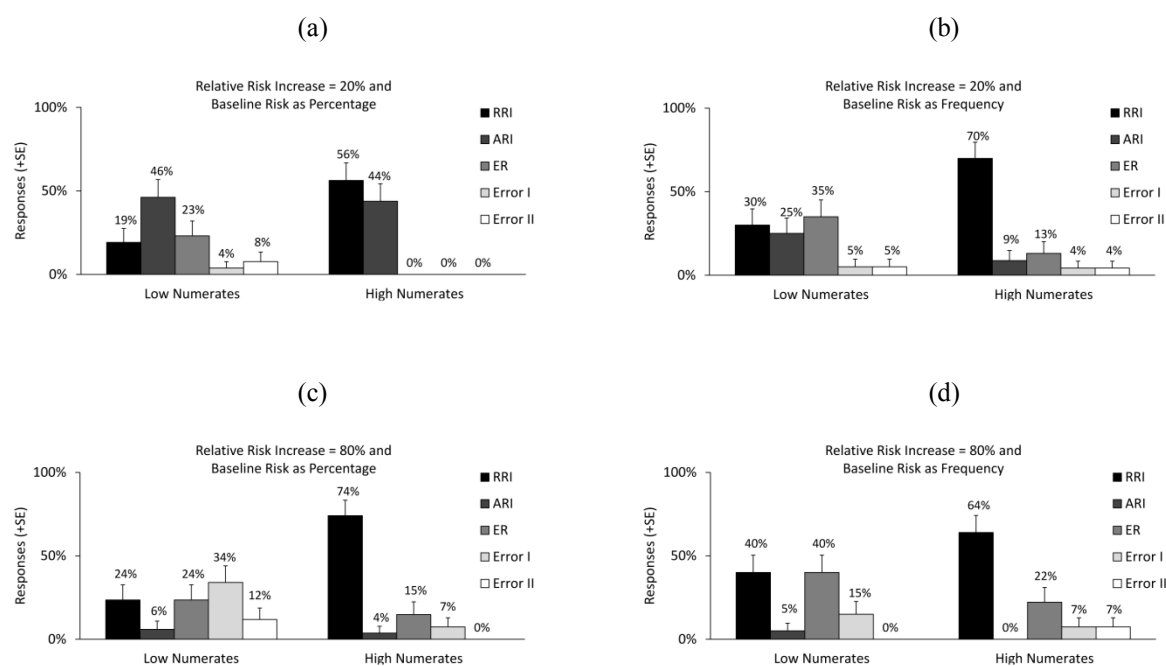 (a)
Relative Risk Increase = 20% and
Baseline Risk as Percentage
100%
50%
0%
Responses (+SE)
19%
46%
23%
4%
8%
56%
44%
0%
0%
0%
Low Numerates
High Numerates
RRI
ARI
ER
Error I
Error II
(b)
Relative Risk Increase = 20% and
Baseline Risk as Frequency
100%
50%
0%
Responses (+SE)
30%
25%
35%
5%
5%
70%
9%
13%
4%
4%
Low Numerates
High Numerates
RRI
ARI
ER
Error I
Error II
(c)
Relative Risk Increase = 80% and
Baseline Risk as Percentage
100%
50%
0%
Responses (+SE)
24%
6%
24%
34%
12%
74%
4%
15%
7%
0%
Low Numerates
High Numerates
RRI
ARI
ER
Error I
Error II
(d)
Relative Risk Increase = 80% and
Baseline Risk as Frequency
100%
50%
0%
Responses (+SE)
40%
5%
40%
15%
0%
64%
0%
22%
7%
7%
Low Numerates
High Numerates
RRI
ARI
ER
Error I
Error II